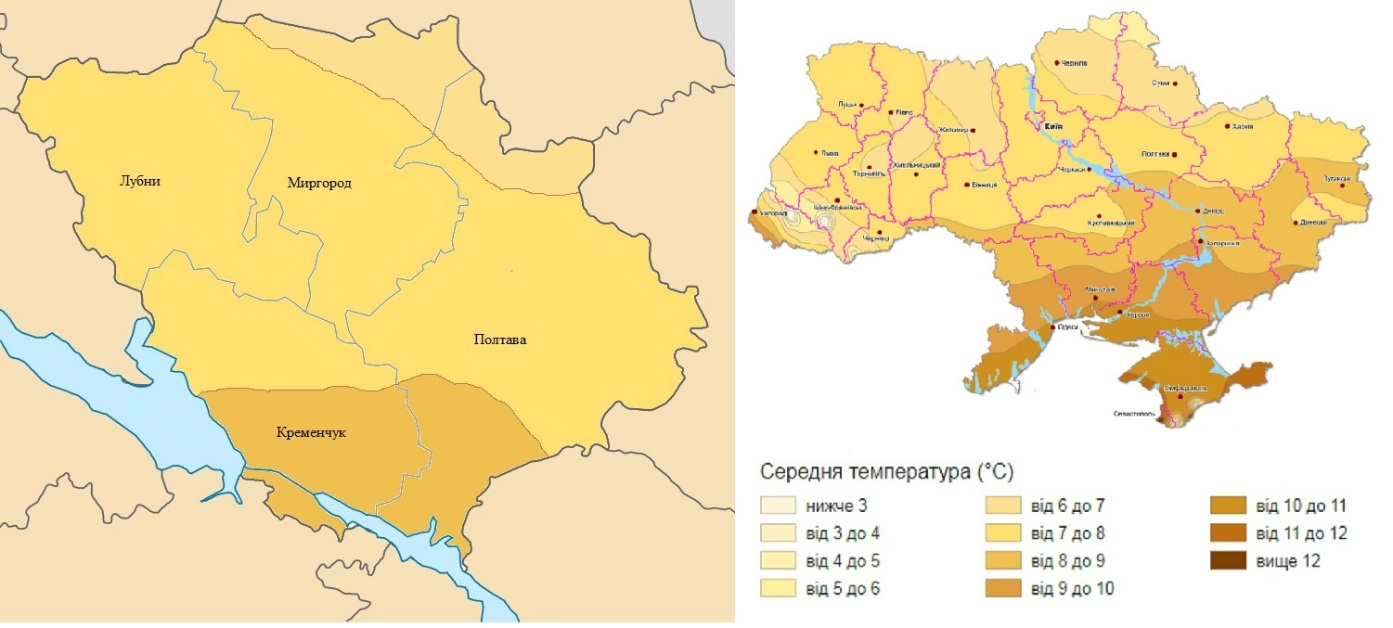 Лубни
Миргород
Полтава
Кременчук
Чернігів
Суми
Луцьк
Рівне
Житомир
Київ
Харків
Львів
Тернопіль
Хмельницький
Вінниця
Черкаси
Полтава
Луганськ
Ужгород
Івано-Франківськ
Чернівці
Кропивницький
Дніпро
Донецьк
Запоріжжя
Миколаїв
Херсон
Одеса
Сімферополь
Севастополь
Середня температура (°C)
нижче 3
від 3 до 4
від 4 до 5
від 5 до 6
від 6 до 7
від 7 до 8
від 8 до 9
від 9 до 10
від 10 до 11
від 11 до 12
вище 12